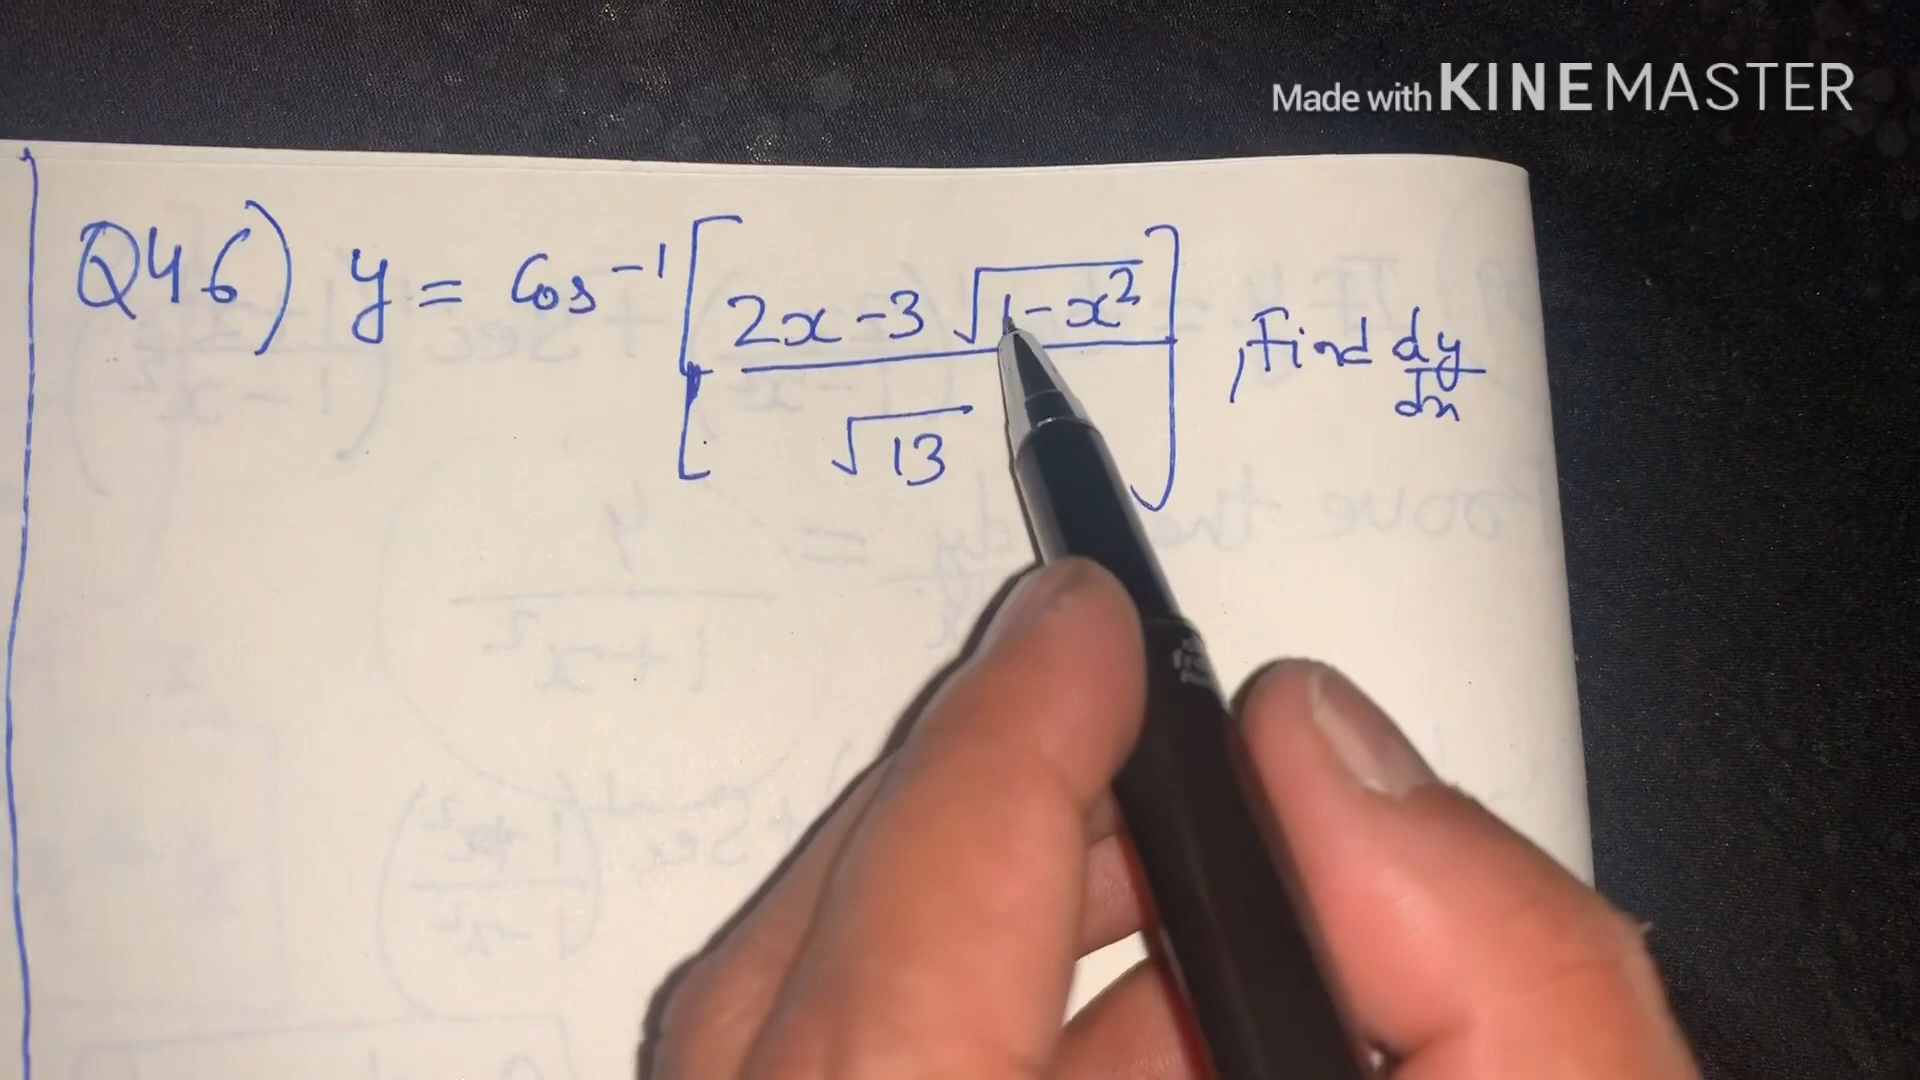 Made with KINEMASTER
Q46) y = Cos⁻¹ [ (2x-3√(1-x²)) / √13 ] , Find dy/dx